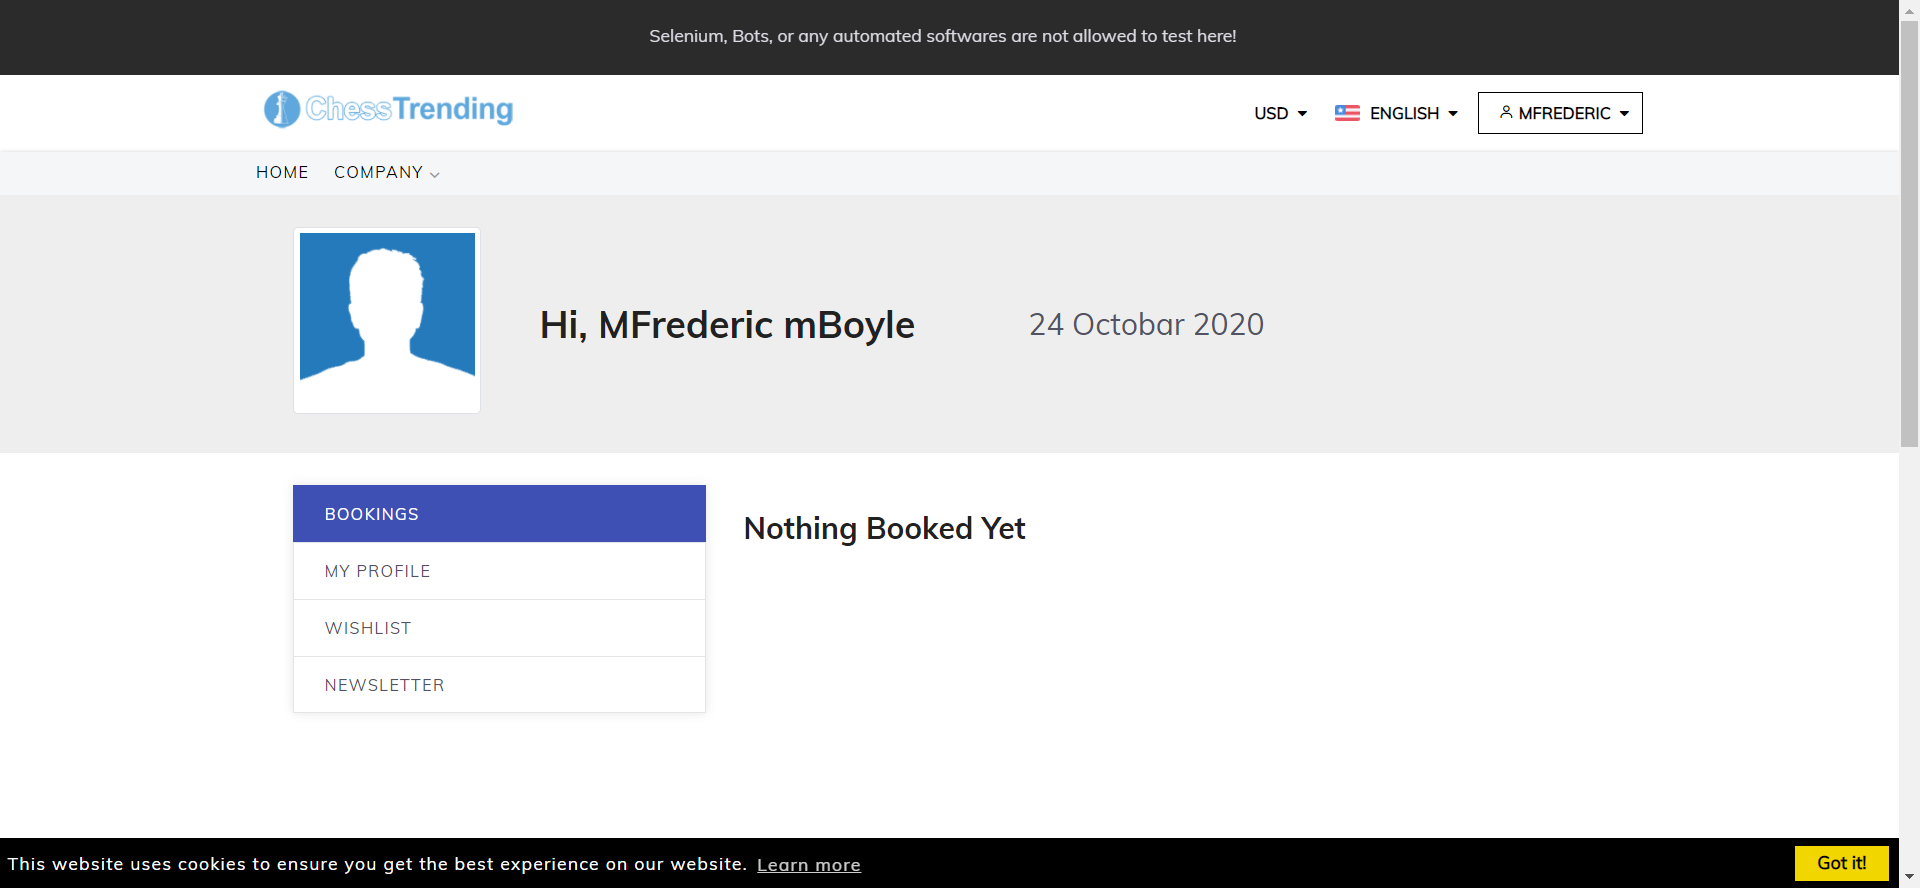 Selenium, Bots, or any automated softwares are not allowed to test here!
ChessTrending
USD
ENGLISH
MFREDERIC
HOME
COMPANY
Hi, MFrederic mBoyle
24 Octobar 2020
BOOKINGS
MY PROFILE
WISHLIST
NEWSLETTER
Nothing Booked Yet
This website uses cookies to ensure you get the best experience on our website. Learn more
Got it!